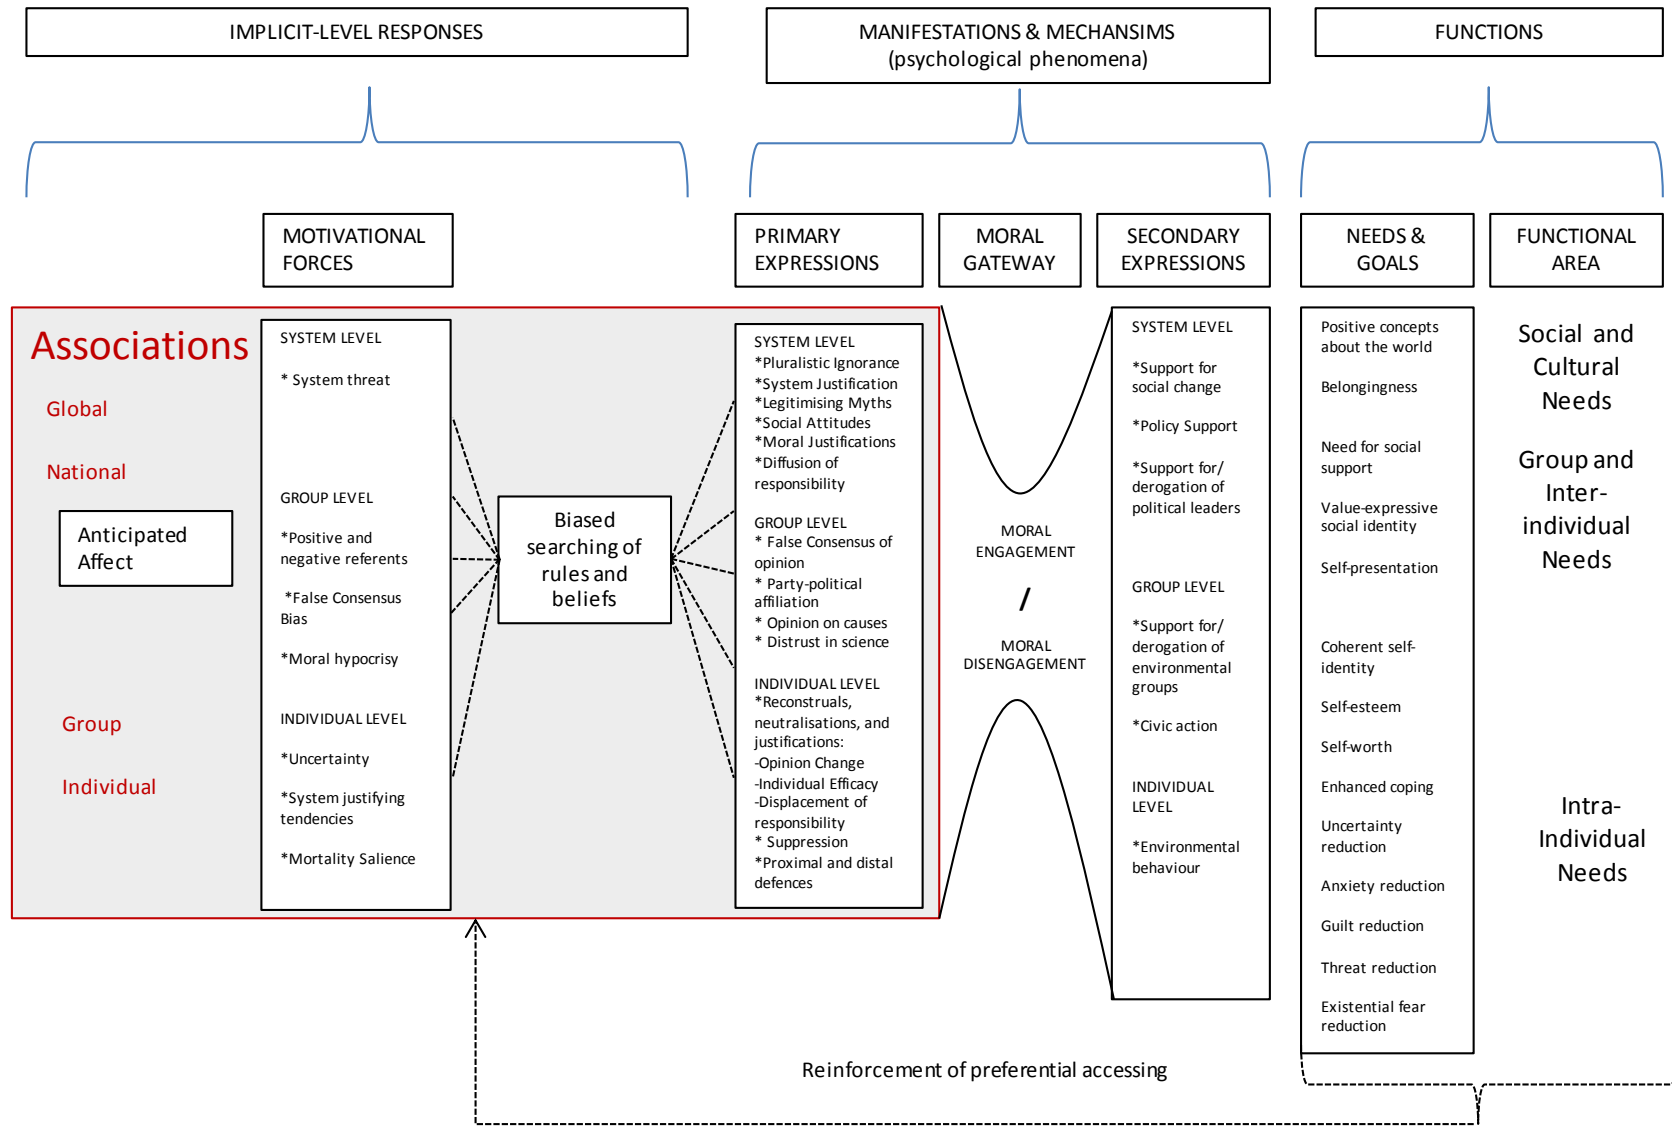 IMPLICIT-LEVEL RESPONSES
MANIFESTATIONS & MECHANSIMS
(psychological phenomena)
FUNCTIONS
MOTIVATIONAL
FORCES
PRIMARY
EXPRESSIONS
MORAL
GATEWAY
SECONDARY
EXPRESSIONS
NEEDS &
GOALS
FUNCTIONAL
AREA
Associations
Global
National
Anticipated
Affect
Group
Individual
SYSTEM LEVEL
* System threat
GROUP LEVEL
*Positive and
negative referents
*False Consensus
Bias
*Moral hypocrisy
INDIVIDUAL LEVEL
*Uncertainty
*System justifying
tendencies
*Mortality Salience
Biased
searching of
rules and
beliefs
SYSTEM LEVEL
*Pluralistic Ignorance
*System Justification
*Legitimising Myths
*Social Attitudes
*Moral Justifications
*Diffusion of
responsibility
GROUP LEVEL
* False Consensus of
opinion
* Party-political
affiliation
* Opinion on causes
* Distrust in science
INDIVIDUAL LEVEL
*Reconstruals,
neutralisations, and
justifications:
-Opinion Change
-Individual Efficacy
-Displacement of
responsibility
* Suppression
*Proximal and distal
defences
MORAL
ENGAGEMENT
/
MORAL
DISENGAGEMENT
SYSTEM LEVEL
*Support for
social change
*Policy Support
*Support for/
derogation of
political leaders
GROUP LEVEL
*Support for/
derogation of
environmental
groups
*Civic action
INDIVIDUAL
LEVEL
*Environmental
behaviour
Positive concepts
about the world
Belongingness
Need for social
support
Value-expressive
social identity
Self-presentation
Coherent self-
identity
Self-esteem
Self-worth
Enhanced coping
Uncertainty
reduction
Anxiety reduction
Guilt reduction
Threat reduction
Existential fear
reduction
Social and
Cultural
Needs
Group and
Inter-
individual
Needs
Intra-
Individual
Needs
Reinforcement of preferential accessing